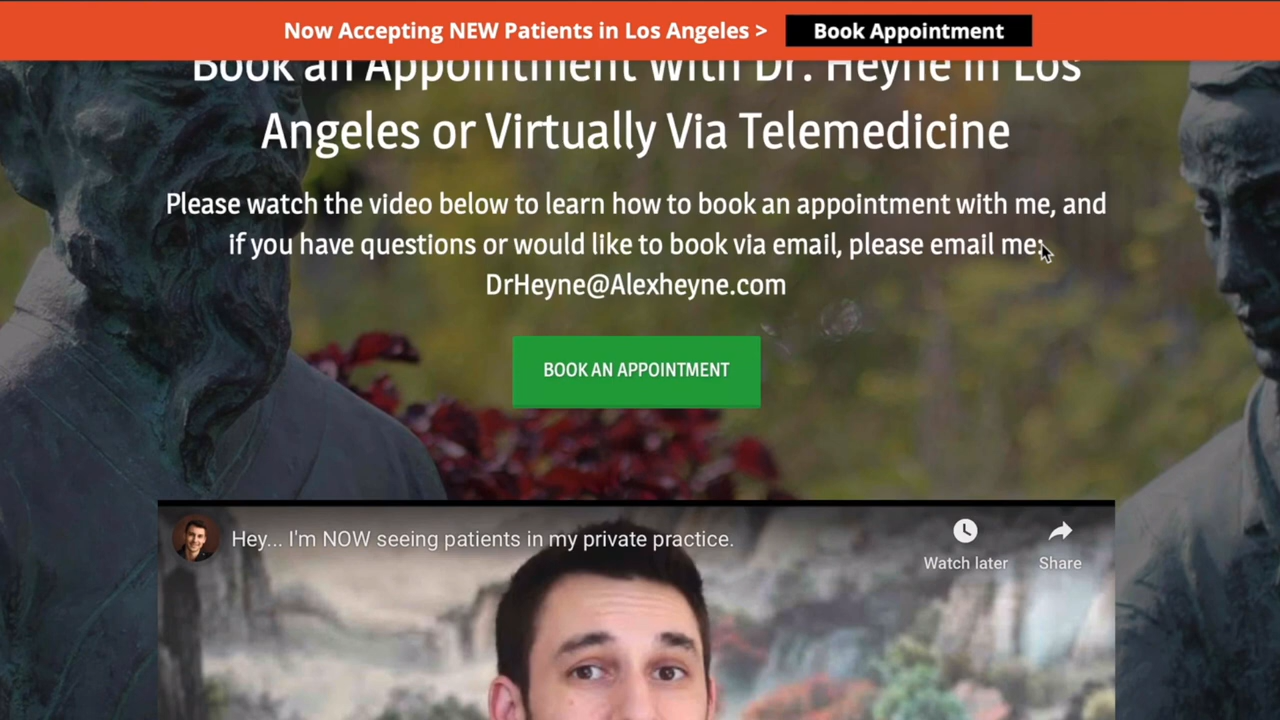 Now Accepting NEW Patients in Los Angeles > Book Appointment
Book an Appointment With Dr. Heyne in Los
Angeles or Virtually Via Telemedicine
Please watch the video below to learn how to book an appointment with me, and
if you have questions or would like to book via email, please email me:
DrHeyne@Alexheyne.com
BOOK AN APPOINTMENT
Hey... I'm NOW seeing patients in my private practice.
Watch later
Share